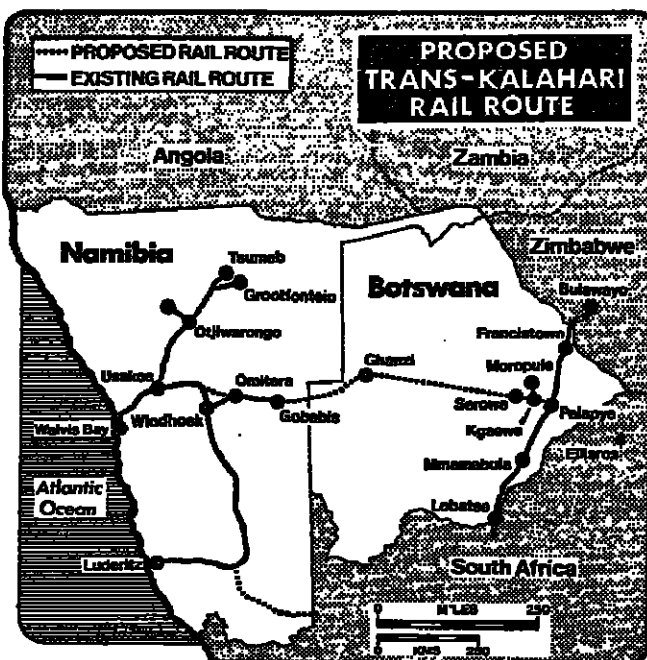 PROPOSED RAIL ROUTE
EXISTING RAIL ROUTE
PROPOSED
TRANS-KALAHARI
RAIL ROUTE
Angola
Zambia
Namibia
Tsumeb
Grootfontein
Otjiwarongo
Zimbabwe
Bulawayo
Botswana
Francistown
Ghanzi
Moropule
Usakos
Omitara
Gobabis
Serowe
Palapye
Walvis Bay
Windhoek
Kgaswe
Ellisras
Mmamabula
Atlantic
Ocean
Lobatse
Luderitz
South Africa
0 MILES 250
0 KMS 250